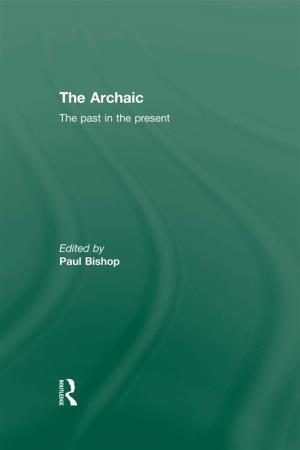 The Archaic
The past in the present
Edited by
Paul Bishop
ROUTLEDGE